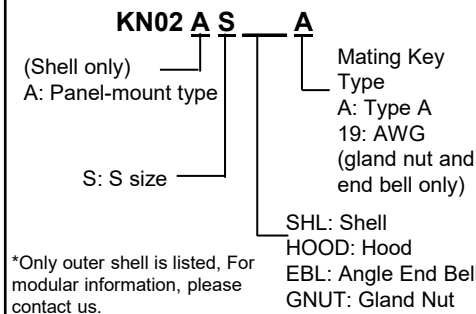 KN02 A S ___ A
(Shell only)
A: Panel-mount type
S: S size
Mating Key
Type
A: Type A
19: AWG
(gland nut and
end bell only)
SHL: Shell
HOOD: Hood
EBL: Angle End Bel
GNUT: Gland Nut
*Only outer shell is listed, For
modular information, please
contact us.